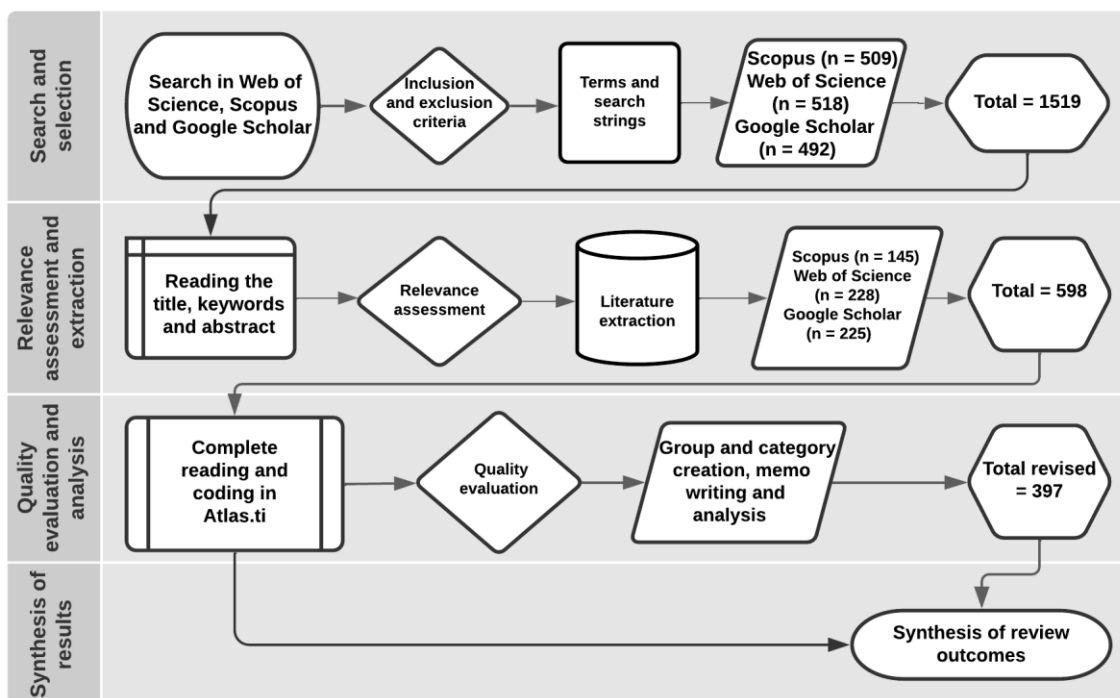 Search and
selection
Search in Web of
Science, Scopus
and Google Scholar
Inclusion
and exclusion
criteria
Terms and
search
strings
Scopus (n = 509)
Web of Science
(n = 518)
Google Scholar
(n = 492)
Total = 1519
Relevance
assessment and
extraction
Reading the
title, keywords
and abstract
Relevance
assessment
Literature
extraction
Scopus (n = 145)
Web of Science
(n = 228)
Google Scholar
(n = 225)
Total = 598
Quality
evaluation and
analysis
Complete
reading and
coding in
Atlas.ti
Quality
evaluation
Group and category
creation, memo
writing and
analysis
Total revised
= 397
Synthesis of
results
Synthesis of review
outcomes